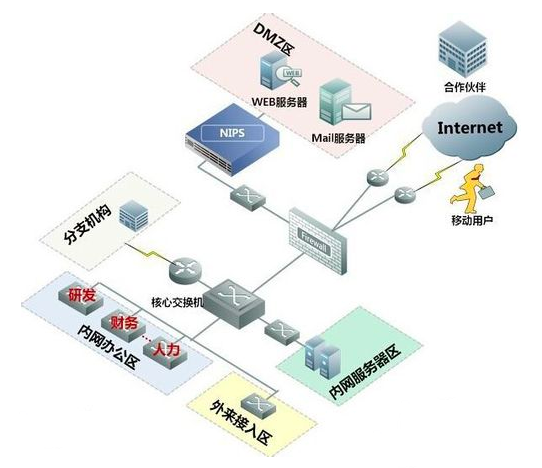 DMZ区
WEB
WEB服务器
Mail服务器
合作伙伴
NIPS
Internet
移动用户
分支机构
Firewall
核心交换机
研发
财务
...
人力
内网办公区
内网服务器区
外来接入区